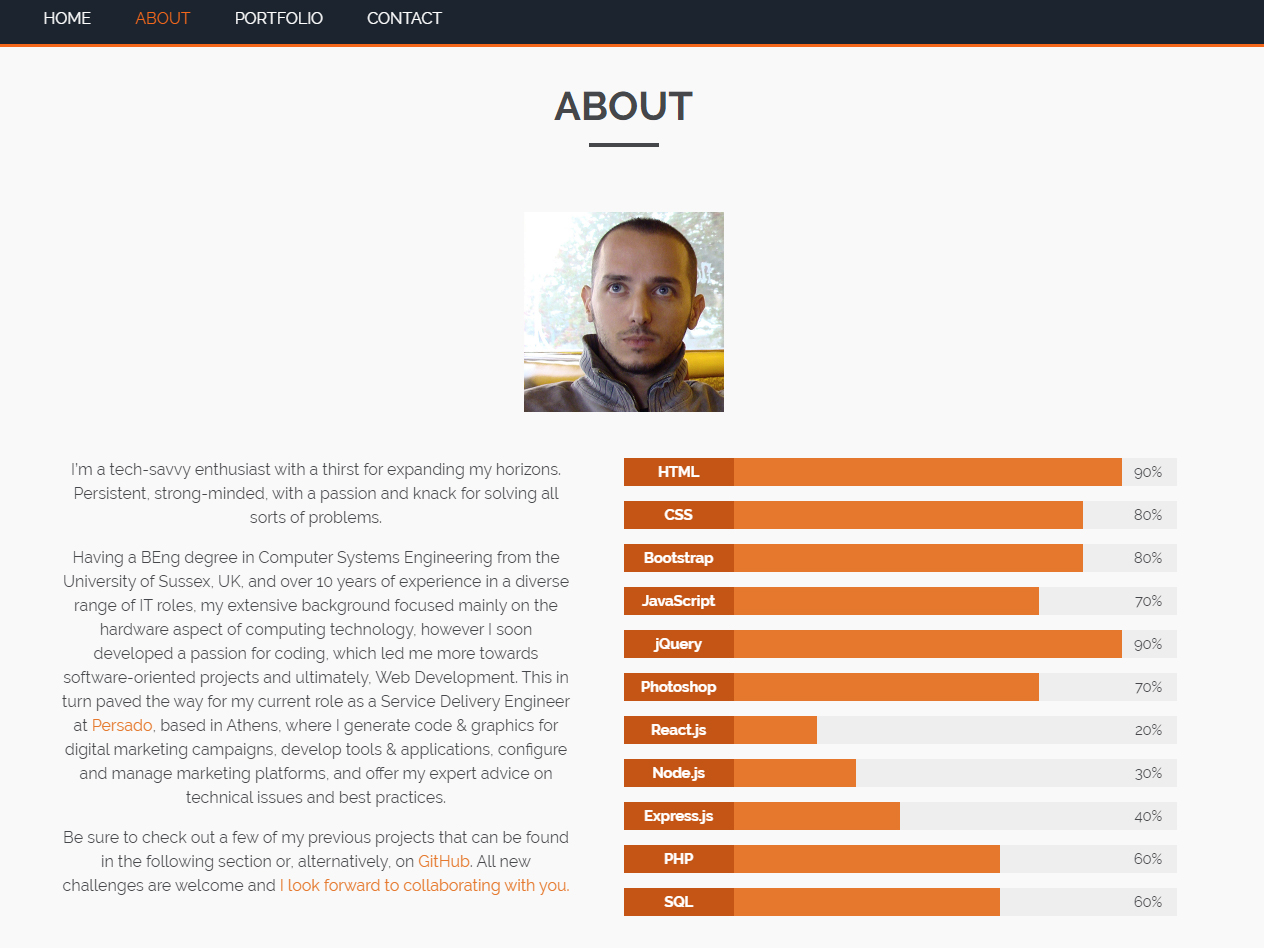 HOME ABOUT PORTFOLIO CONTACT
ABOUT
I'm a tech-savvy enthusiast with a thirst for expanding my horizons.
Persistent, strong-minded, with a passion and knack for solving all
sorts of problems.
Having a BEng degree in Computer Systems Engineering from the
University of Sussex, UK, and over 10 years of experience in a diverse
range of IT roles, my extensive background focused mainly on the
hardware aspect of computing technology, however I soon
developed a passion for coding, which led me more towards
software-oriented projects and ultimately, Web Development. This in
turn paved the way for my current role as a Service Delivery Engineer
at Persado, based in Athens, where I generate code & graphics for
digital marketing campaigns, develop tools & applications, configure
and manage marketing platforms, and offer my expert advice on
technical issues and best practices.
Be sure to check out a few of my previous projects that can be found
in the following section or, alternatively, on GitHub. All new
challenges are welcome and I look forward to collaborating with you.
HTML 90%
CSS 80%
Bootstrap 80%
JavaScript 70%
jQuery 90%
Photoshop 70%
React.js 20%
Node.js 30%
Express.js 40%
PHP 60%
SQL 60%